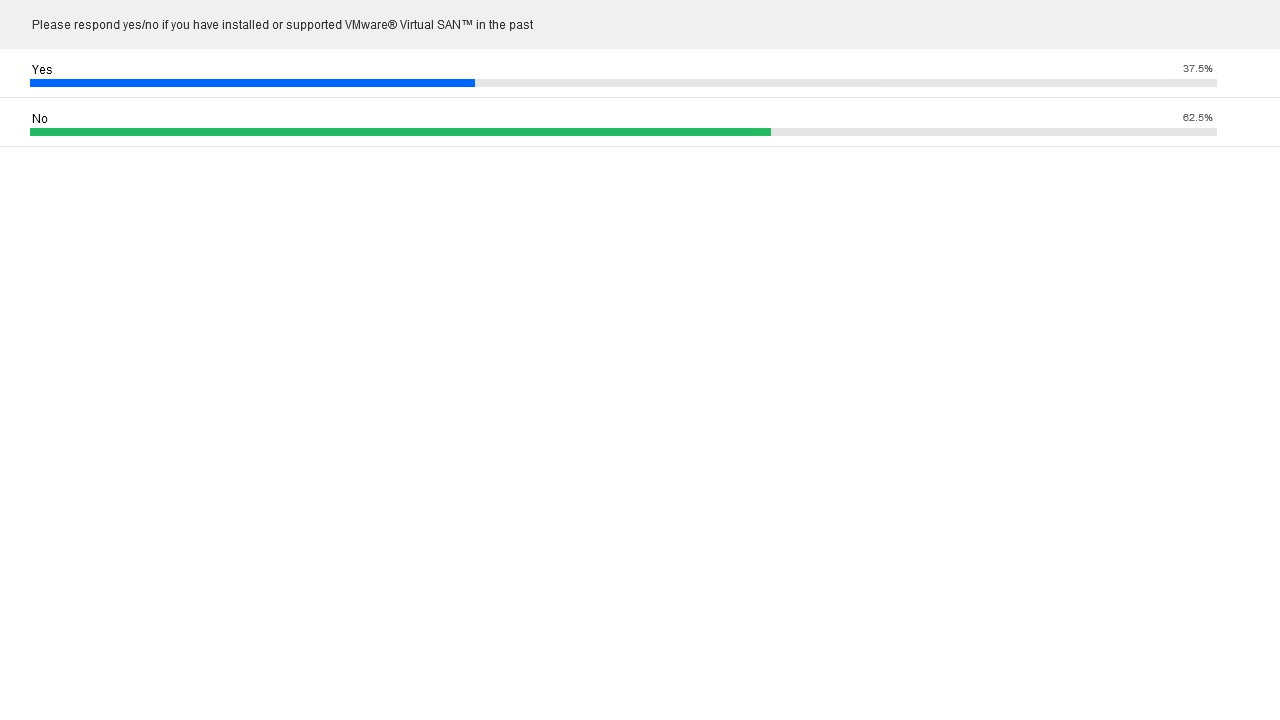 Please respond yes/no if you have installed or supported VMware® Virtual SAN™ in the past
Yes 37.5%
No 62.5%